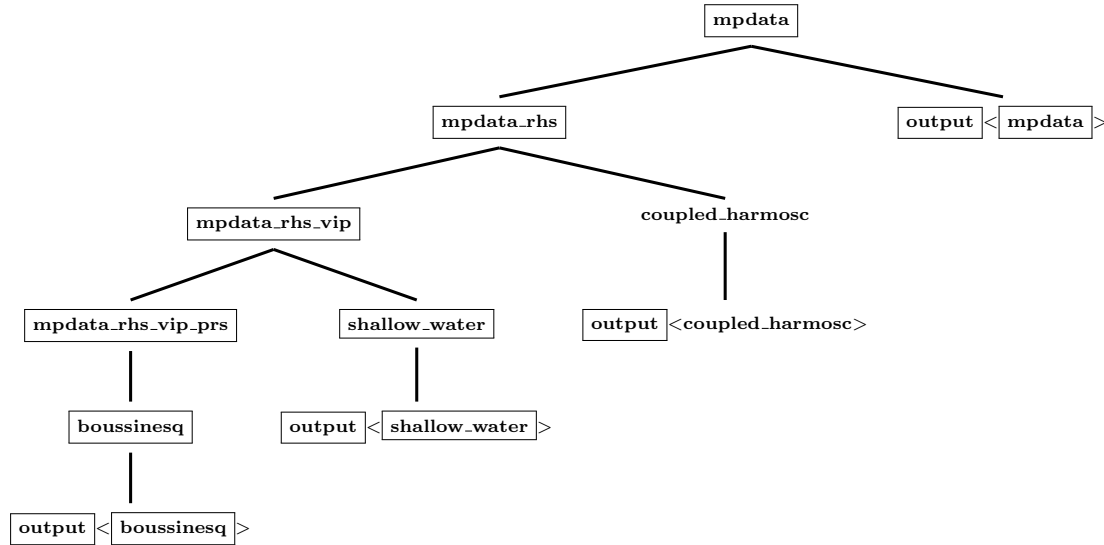 mpdata
mpdata_rhs
output<mpdata>
mpdata_rhs_vip
coupled_harmosc
mpdata_rhs_vip_prs
shallow_water
output<coupled_harmosc>
boussinesq
output<shallow_water>
output<boussinesq>